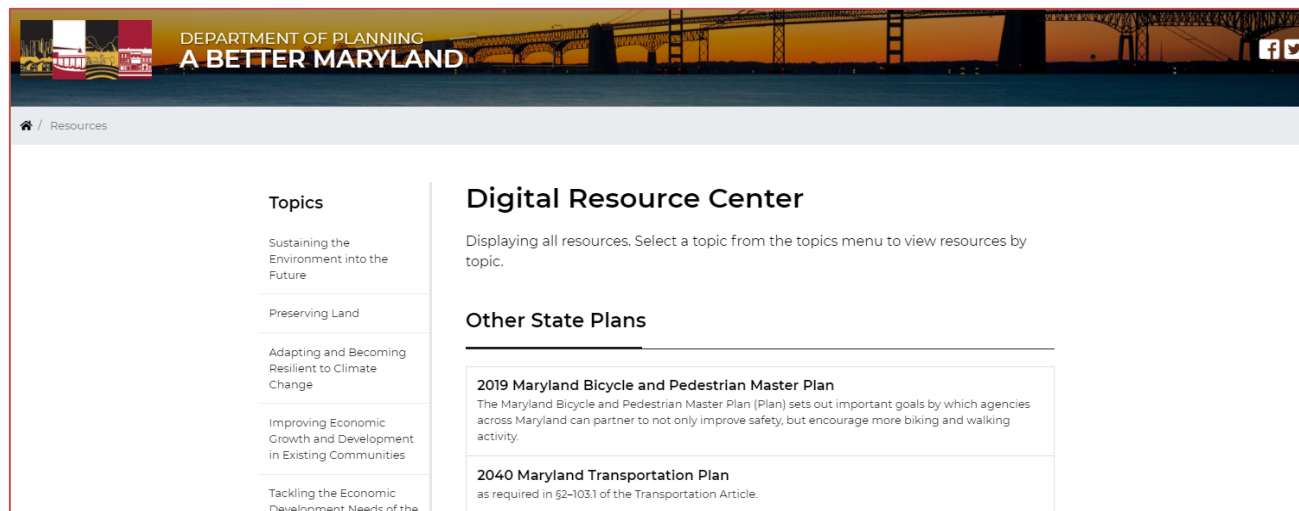 DEPARTMENT OF PLANNING
A BETTER MARYLAND
/ Resources
Topics
Sustaining the
Environment into the
Future
Preserving Land
Adapting and Becoming
Resilient to Climate
Change
Improving Economic
Growth and Development
in Existing Communities
Tackling the Economic
Development Needs of the
Digital Resource Center
Displaying all resources. Select a topic from the topics menu to view resources by
topic.
Other State Plans
2019 Maryland Bicycle and Pedestrian Master Plan
The Maryland Bicycle and Pedestrian Master Plan (Plan) sets out important goals by which agencies
across Maryland can partner to not only improve safety, but encourage more biking and walking
activity.
2040 Maryland Transportation Plan
as required in §2–103.1 of the Transportation Article.